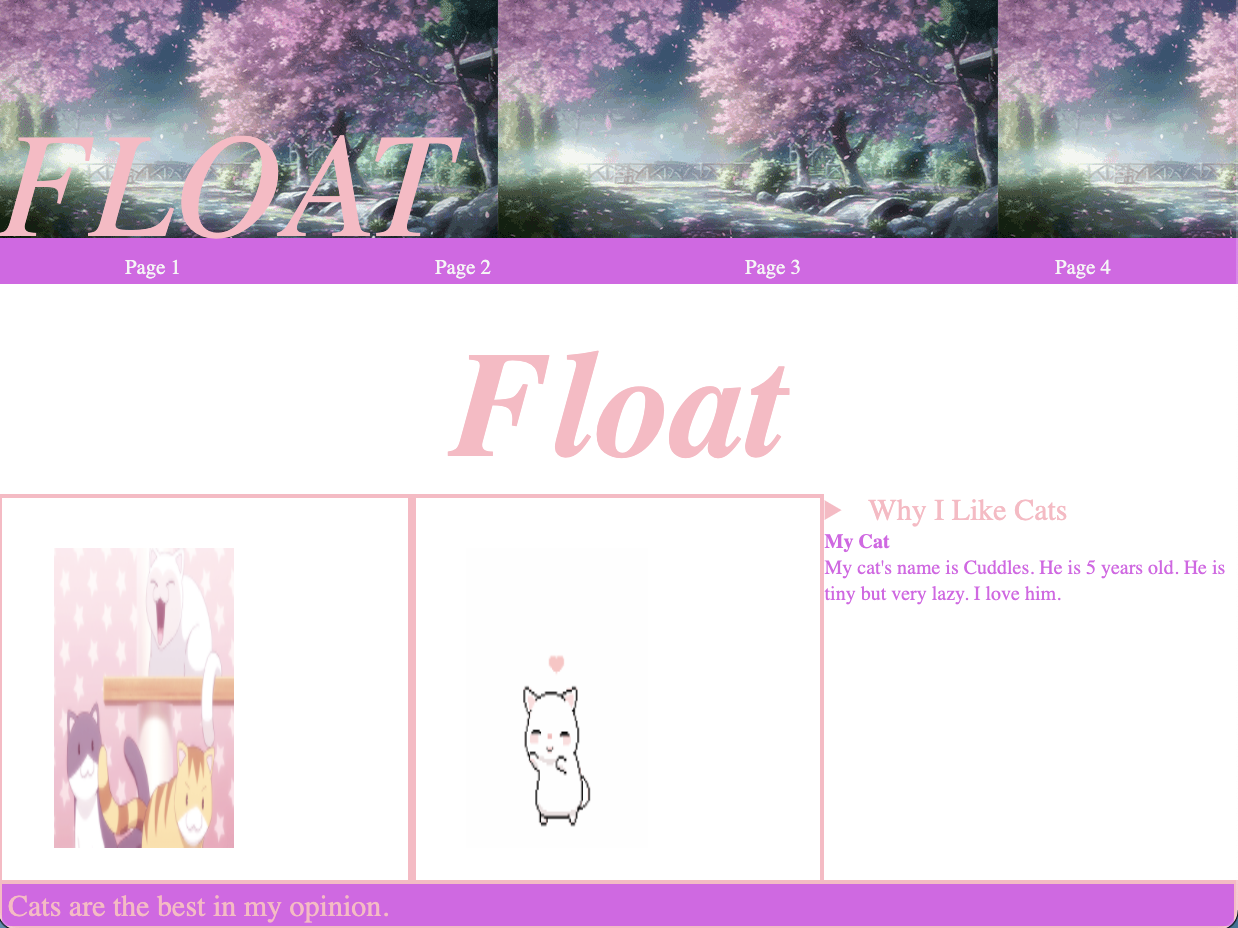 FLOAT
Page 1 Page 2 Page 3 Page 4
Float
Why I Like Cats
My Cat
My cat's name is Cuddles. He is 5 years old. He is
tiny but very lazy. I love him.
Cats are the best in my opinion.